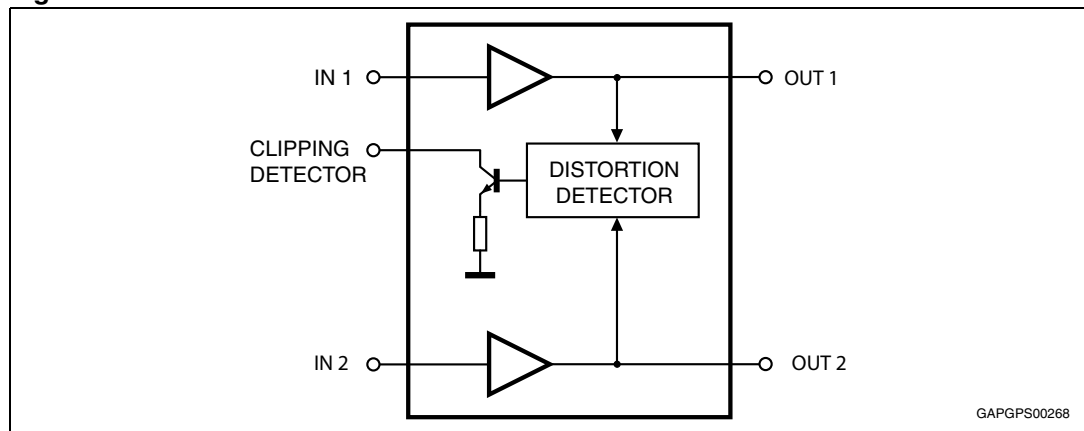 IN 1
OUT 1
CLIPPING
DETECTOR
DISTORTION
DETECTOR
IN 2
OUT 2
GAPGPS00268